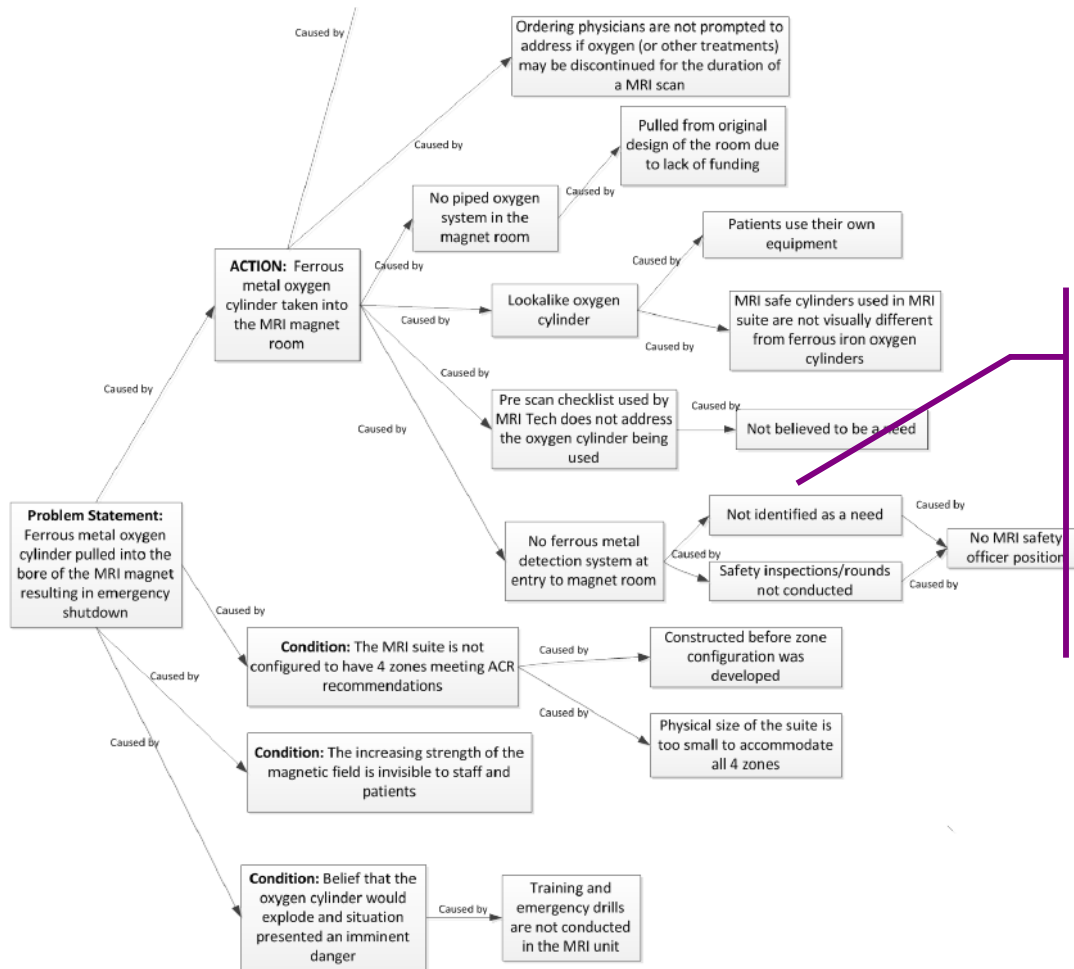 Caused by
Ordering physicians are not prompted to
address if oxygen (or other treatments)
may be discontinued for the duration of
a MRI scan
Caused by
Pulled from original
design of the room due
to lack of funding
Caused by
No piped oxygen
system in the
magnet room
Caused by
Patients use their own
equipment
Caused by
ACTION: Ferrous
metal oxygen
cylinder taken into
the MRI magnet
room
Lookalike oxygen
cylinder
Caused by
MRI safe cylinders used in MRI
suite are not visually different
from ferrous iron oxygen
cylinders
Caused by
Caused by
Caused by
Pre scan checklist used by
MRI Tech does not address
the oxygen cylinder being
used
Caused by
Not believed to be a need
Caused by
Problem Statement:
Ferrous metal oxygen
cylinder pulled into the
bore of the MRI magnet
resulting in emergency
shutdown
No ferrous metal
detection system at
entry to magnet room
Not identified as a need
Caused by
Caused by
Safety inspections/rounds
not conducted
Caused by
No MRI safety
officer position
Caused by
Condition: The MRI suite is not
configured to have 4 zones meeting ACR
recommendations
Caused by
Constructed before zone
configuration was
developed
Caused by
Physical size of the suite is
too small to accommodate
all 4 zones
Caused by
Condition: The increasing strength of the
magnetic field is invisible to staff and
patients
Caused by
Condition: Belief that the
oxygen cylinder would
explode and situation
presented an imminent
danger
Caused by
Training and
emergency drills
are not conducted
in the MRI unit